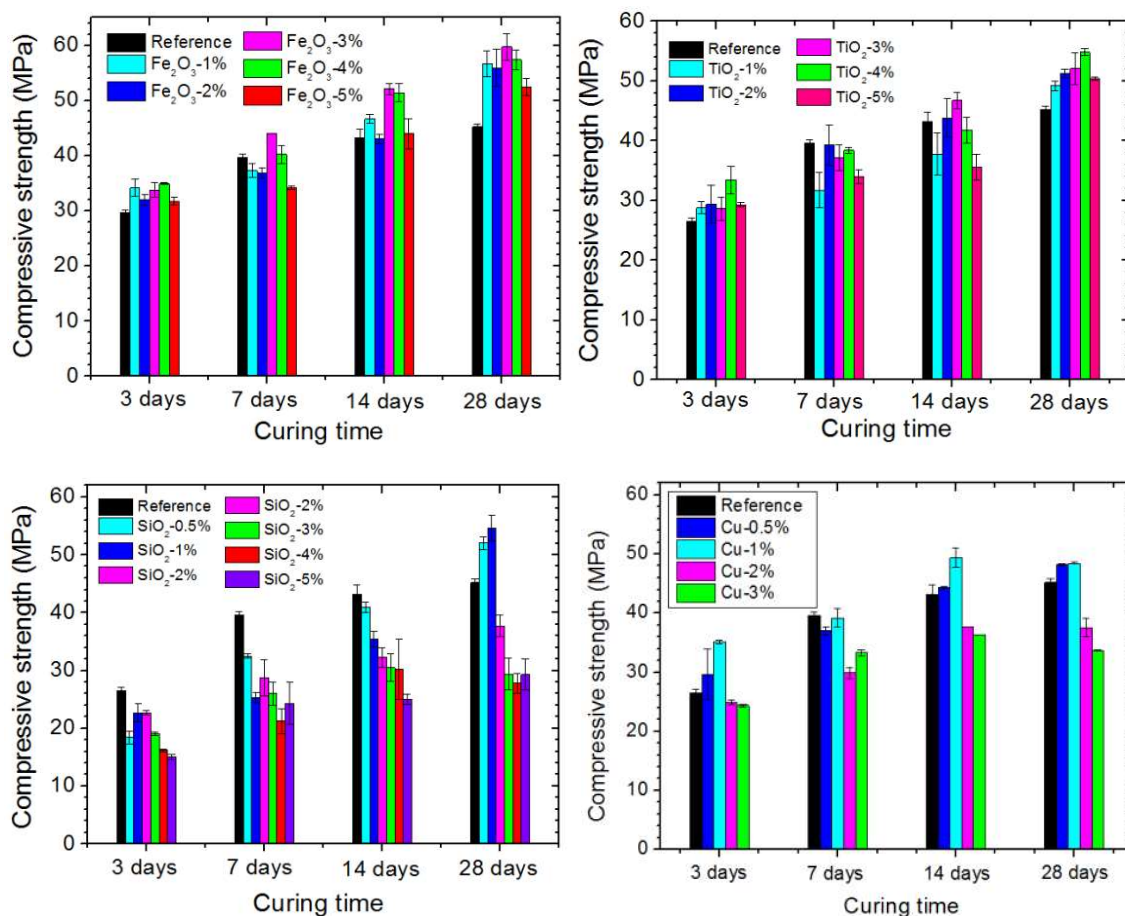 Compressive strength (MPa)
60
50
40
30
20
10
0
Reference
Fe₂O₃-1%
Fe₂O₃-2%
Fe₂O₃-3%
Fe₂O₃-4%
Fe₂O₃-5%
3 days 7 days 14 days 28 days
Curing time
Compressive strength (MPa)
60
50
40
30
20
10
0
Reference
TiO₂-1%
TiO₂-2%
TiO₂-3%
TiO₂-4%
TiO₂-5%
3 days 7 days 14 days 28 days
Curing time
Compressive strength (MPa)
60
50
40
30
20
10
0
Reference
SiO₂-0.5%
SiO₂-1%
SiO₂-2%
SiO₂-2%
SiO₂-3%
SiO₂-4%
SiO₂-5%
3 days 7 days 14 days 28 days
Curing time
Compressive strength (MPa)
60
50
40
30
20
10
0
Reference
Cu-0.5%
Cu-1%
Cu-2%
Cu-3%
3 days 7 days 14 days 28 days
Curing time